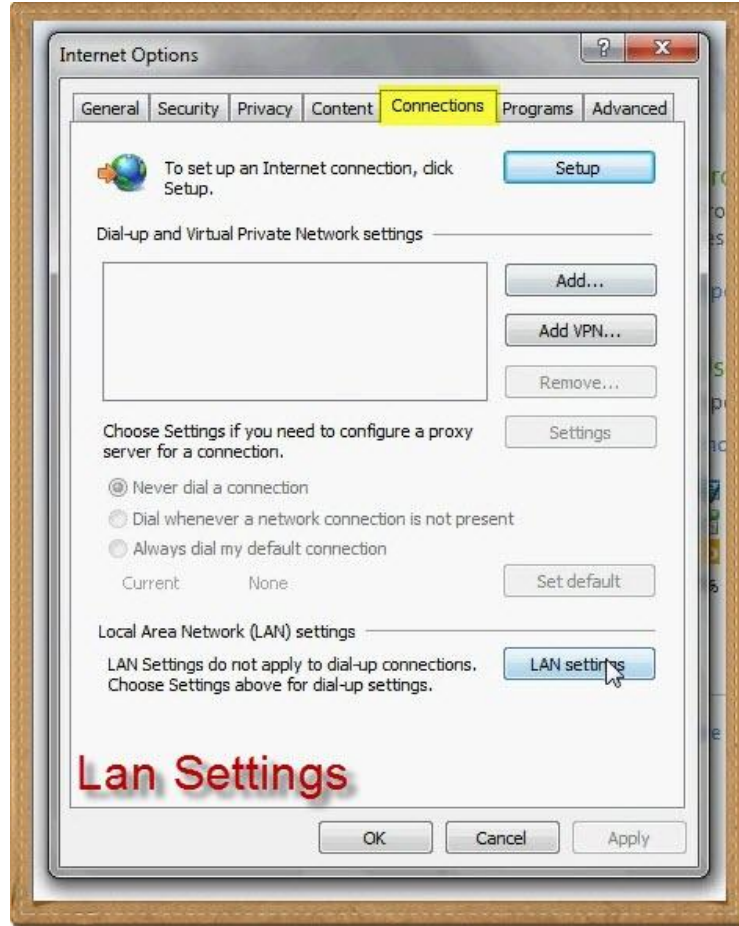 Internet Options
General Security Privacy Content Connections Programs Advanced
To set up an Internet connection, click
Setup.
Setup
Dial-up and Virtual Private Network settings
Add...
Add VPN...
Remove...
Choose Settings if you need to configure a proxy
server for a connection.
Settings
Never dial a connection
Dial whenever a network connection is not present
Always dial my default connection
Current None
Set default
Local Area Network (LAN) settings
LAN Settings do not apply to dial-up connections.
Choose Settings above for dial-up settings.
LAN settings
Lan Settings
OK Cancel Apply